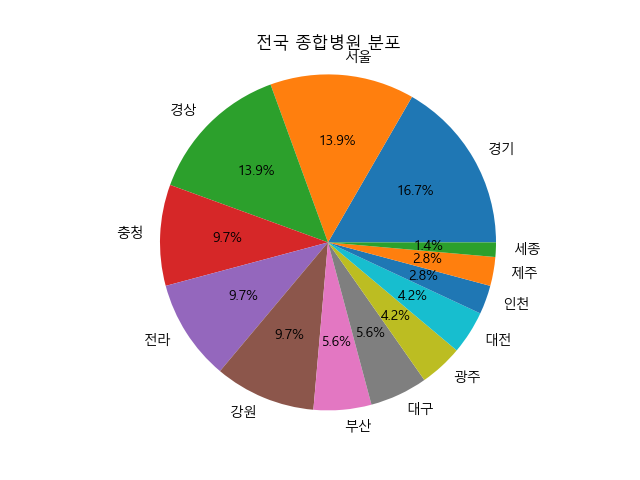 전국 종합병원 분포
서울
경상
경기
13.9%
13.9%
16.7%
충청
9.7%
1.4%
세종
2.8%
제주
2.8%
인천
9.7%
4.2%
4.2%
대전
전라
9.7%
5.6%
5.6%
광주
강원
부산
대구